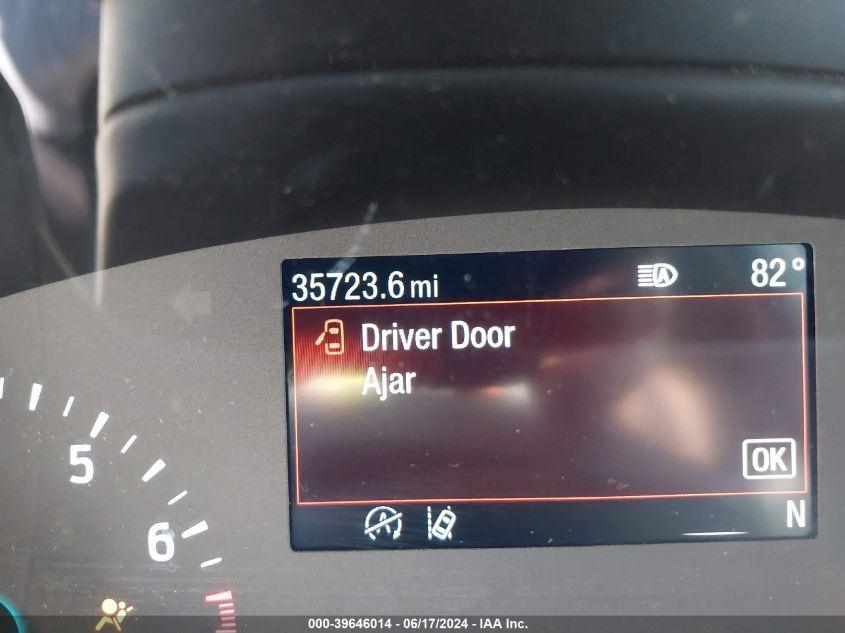 35723.6 mi
82°
Driver Door
Ajar
OK
5
6
N
000-39646014 - 06/17/2024 - IAA Inc.